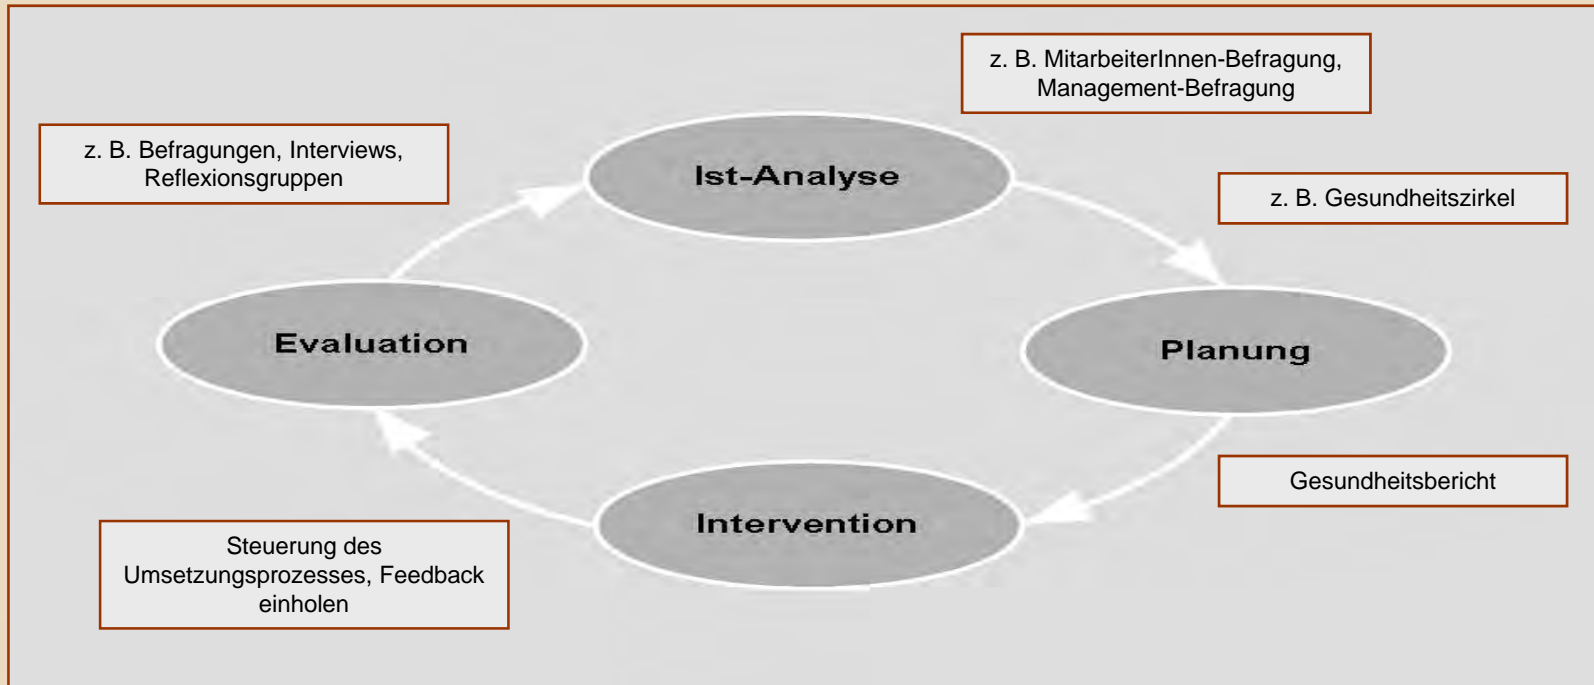 z. B. MitarbeiterInnen-Befragung,
Management-Befragung
z. B. Befragungen, Interviews,
Reflexionsgruppen
Ist-Analyse
z. B. Gesundheitszirkel
Evaluation
Planung
Gesundheitsbericht
Intervention
Steuerung des
Umsetzungsprozesses, Feedback
einholen